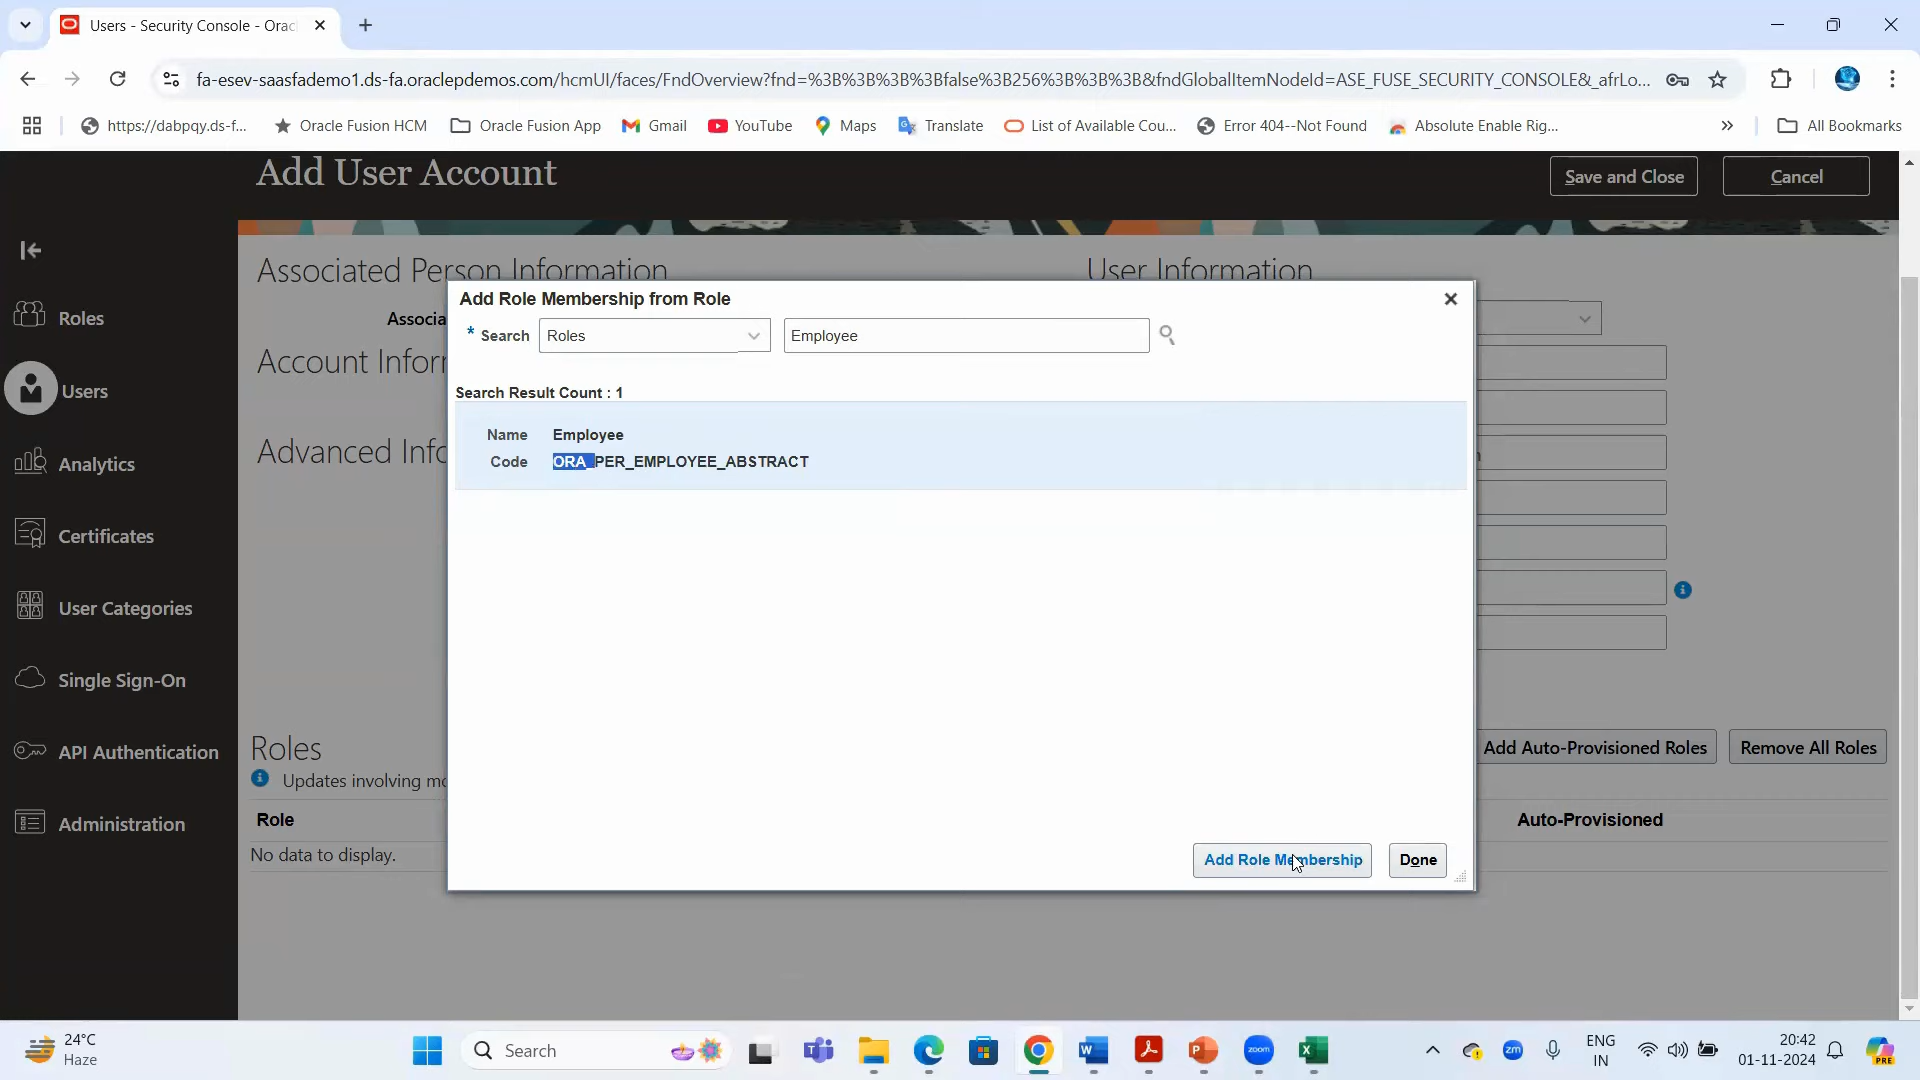 Users - Security Console - Orac
fa-esev-saasfademo1.ds-fa.oraclepdemos.com/hcmUI/faces/FndOverview?fnd=%3B%3B%3B%3Bfalse%3B256%3B%3B%3B&fndGlobalItemNodeId=ASE_FUSE_SECURITY_CONSOLE&_afrLo...
https://dabpqy.ds-f...
Oracle Fusion HCM
Oracle Fusion App
Gmail
YouTube
Maps
Translate
List of Available Cou...
Error 404--Not Found
Absolute Enable Rig...
All Bookmarks
Add User Account
Save and Close
Cancel
Roles
Users
Analytics
Certificates
User Categories
Single Sign-On
API Authentication
Administration
Associated Person Information
User Information
Associa
Account Infor
Advanced Info
Add Role Membership from Role
* Search
Roles
Employee
Search Result Count : 1
Name Employee
Code ORA_PER_EMPLOYEE_ABSTRACT
Add Role Membership
Done
Roles
Add Auto-Provisioned Roles
Remove All Roles
Updates involving mo
Role
Auto-Provisioned
No data to display.
24°C
Haze
Search
zoom
zm
ENG
IN
20:42
01-11-2024
PRE